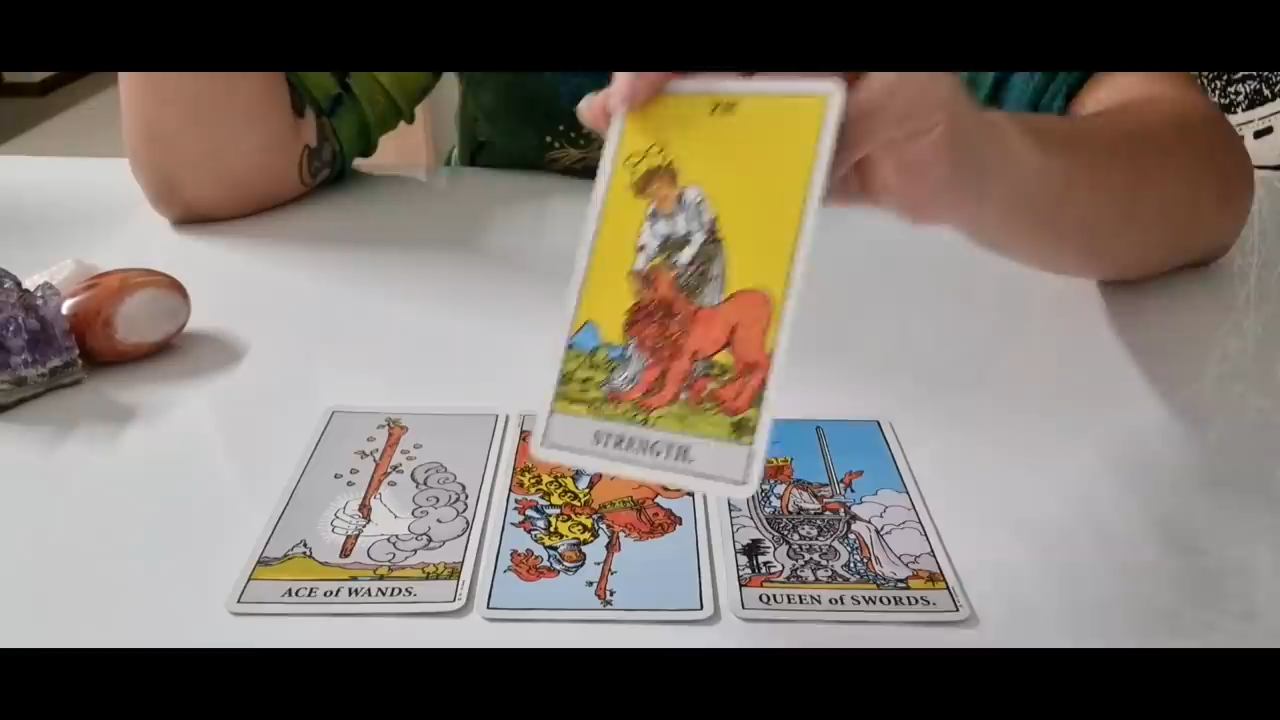 STRENGTH.
ACE of WANDS.
QUEEN of SWORDS.